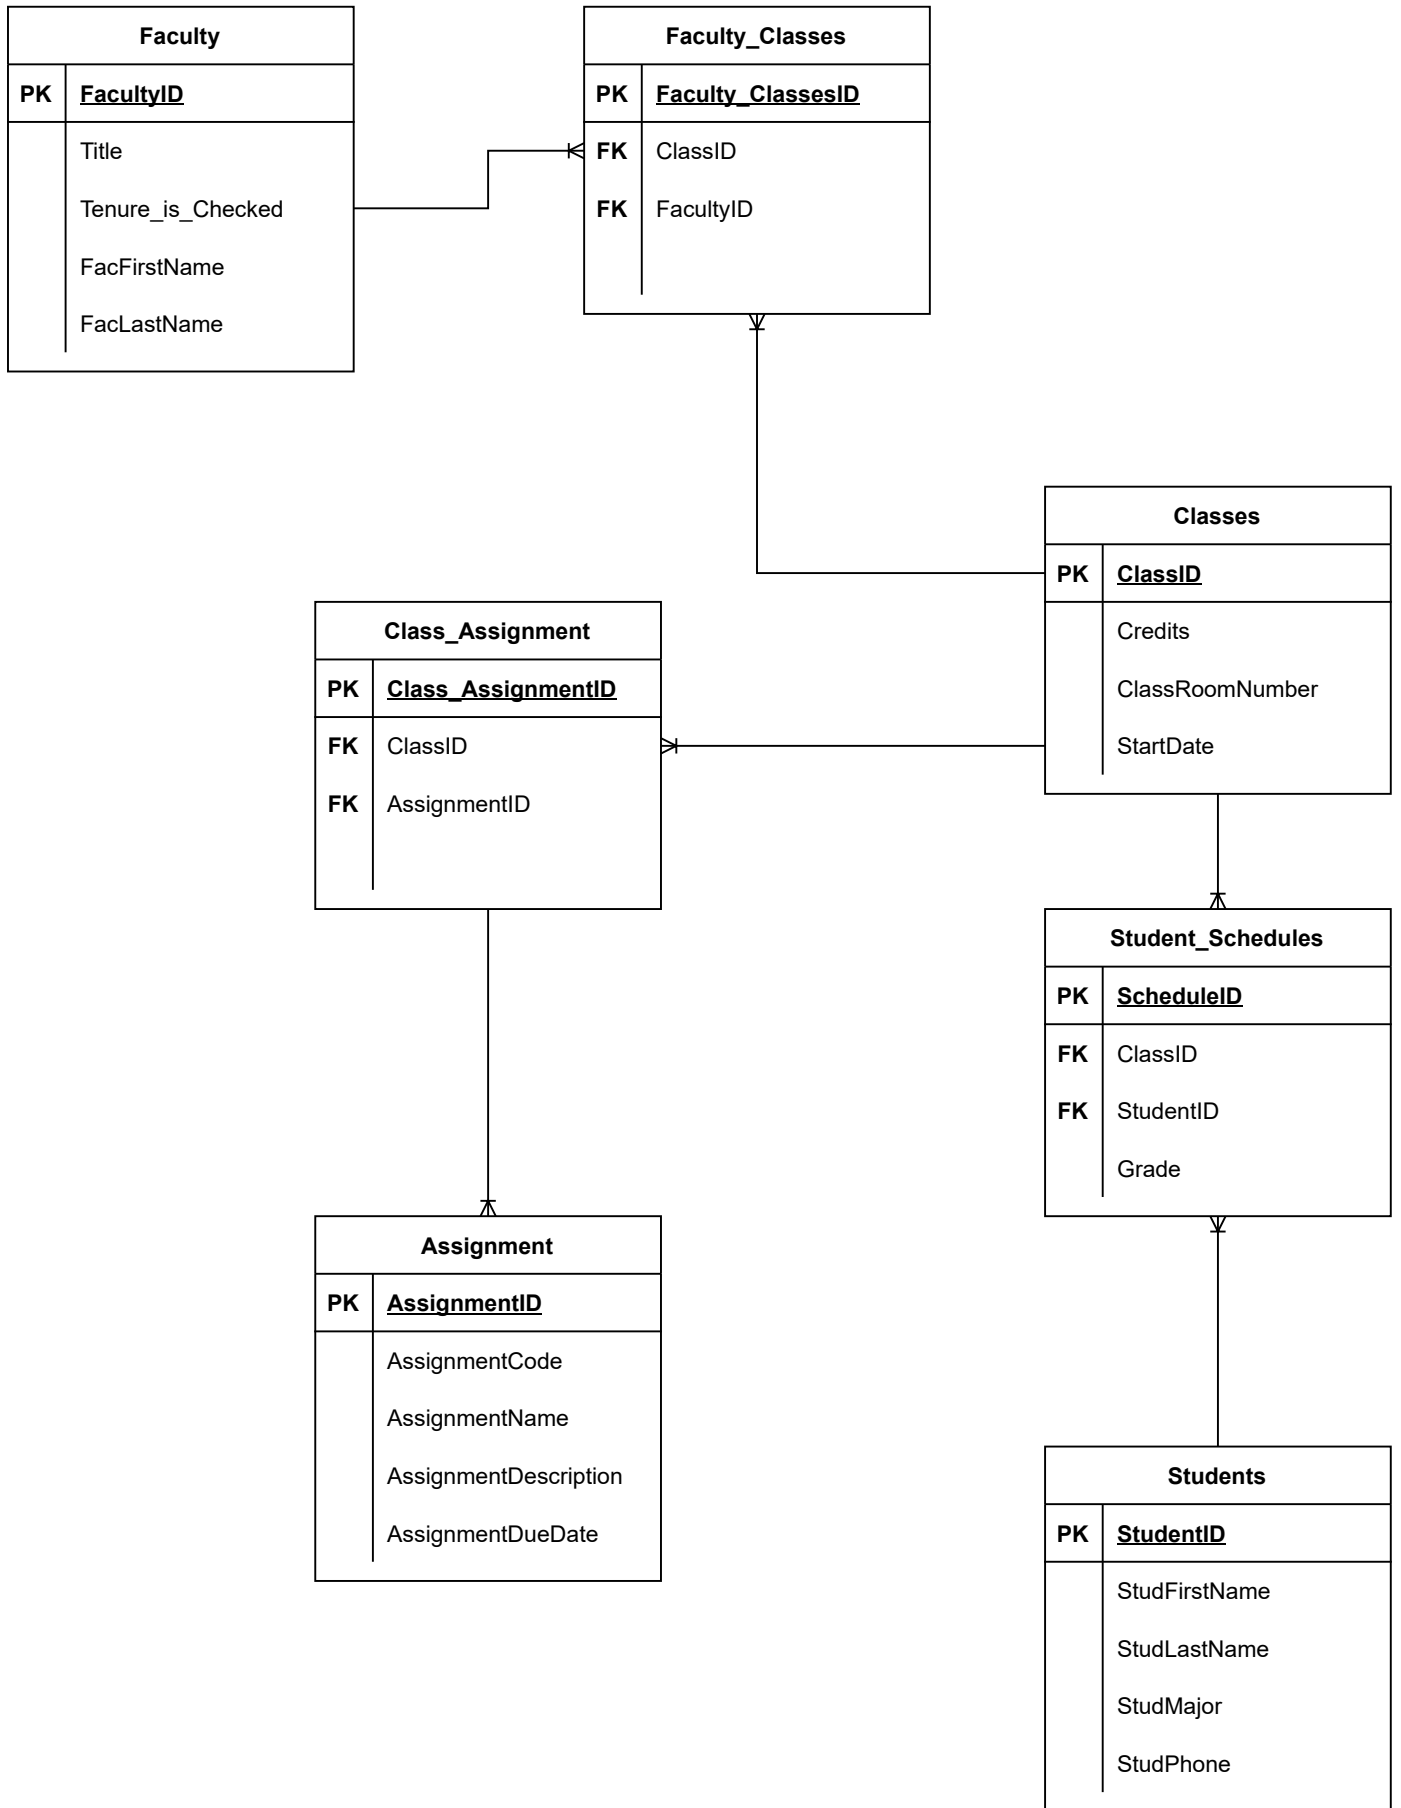 Faculty
PK FacultyID
Title
Tenure_is_Checked
FacFirstName
FacLastName
Faculty_Classes
PK Faculty_ClassesID
FK ClassID
FK FacultyID
Classes
PK ClassID
Credits
ClassRoomNumber
StartDate
Class_Assignment
PK Class_AssignmentID
FK ClassID
FK AssignmentID
Student_Schedules
PK ScheduleID
FK ClassID
FK StudentID
Grade
Assignment
PK AssignmentID
AssignmentCode
AssignmentName
AssignmentDescription
AssignmentDueDate
Students
PK StudentID
StudFirstName
StudLastName
StudMajor
StudPhone